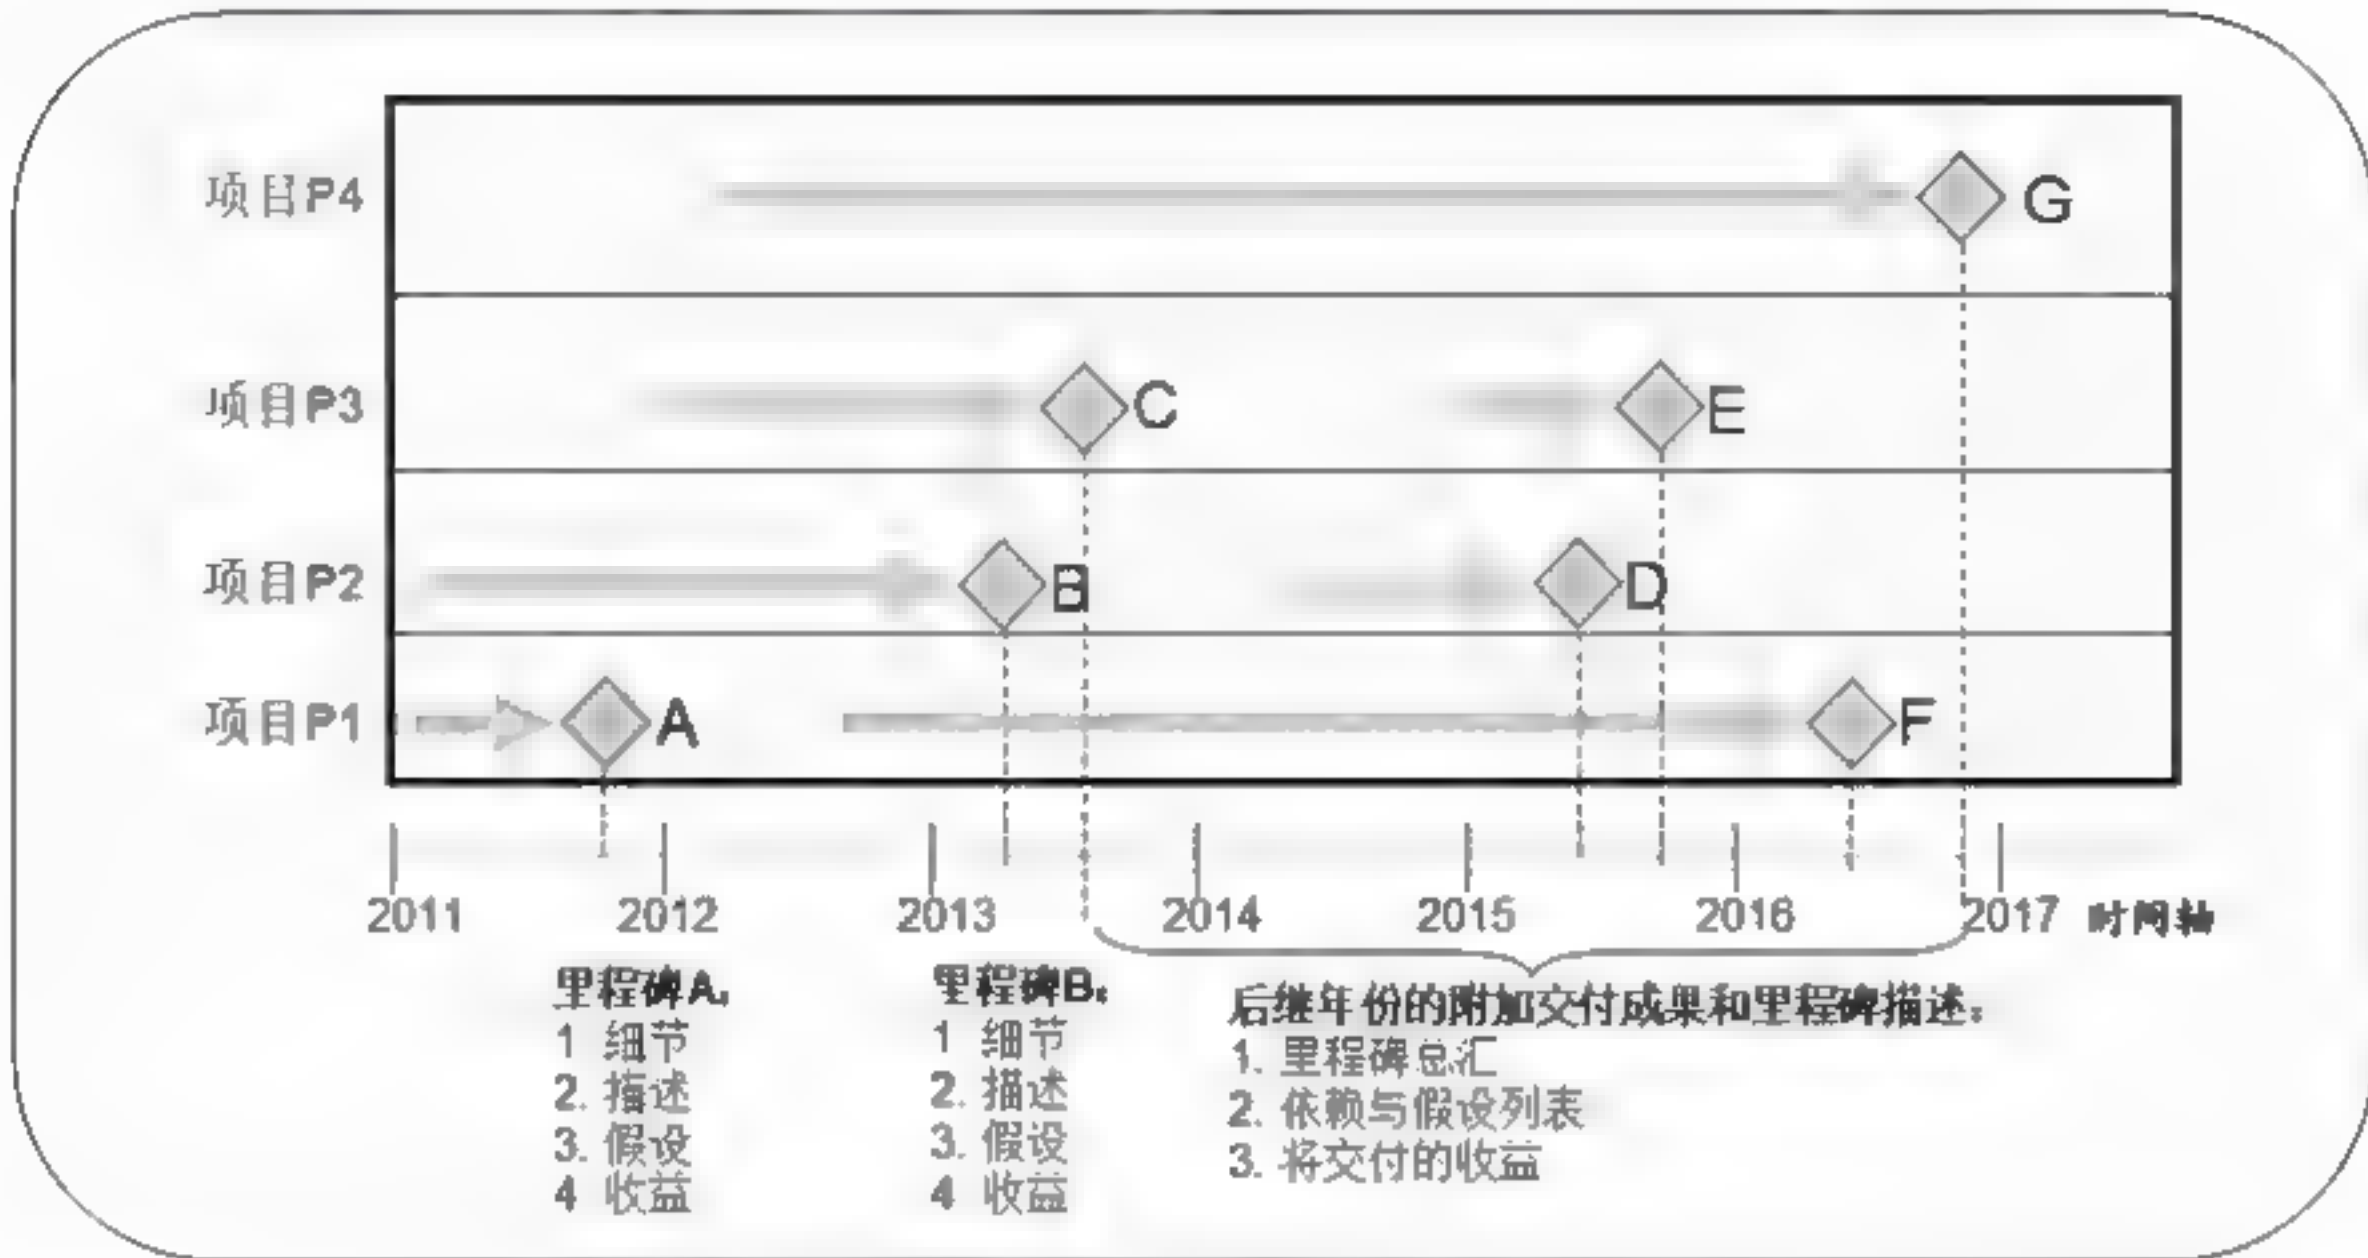 项目P4
G
项目P3
C
E
项目P2
B
D
项目P1
A
F
2011 2012 2013 2014 2015 2016 2017 时间轴
里程碑A:
1 细节
2. 描述
3. 假设
4 收益
里程碑B:
1 细节
2. 描述
3. 假设
4 收益
后继年份的附加交付成果和里程碑描述:
1. 里程碑总汇
2. 依赖与假设列表
3. 将交付的收益